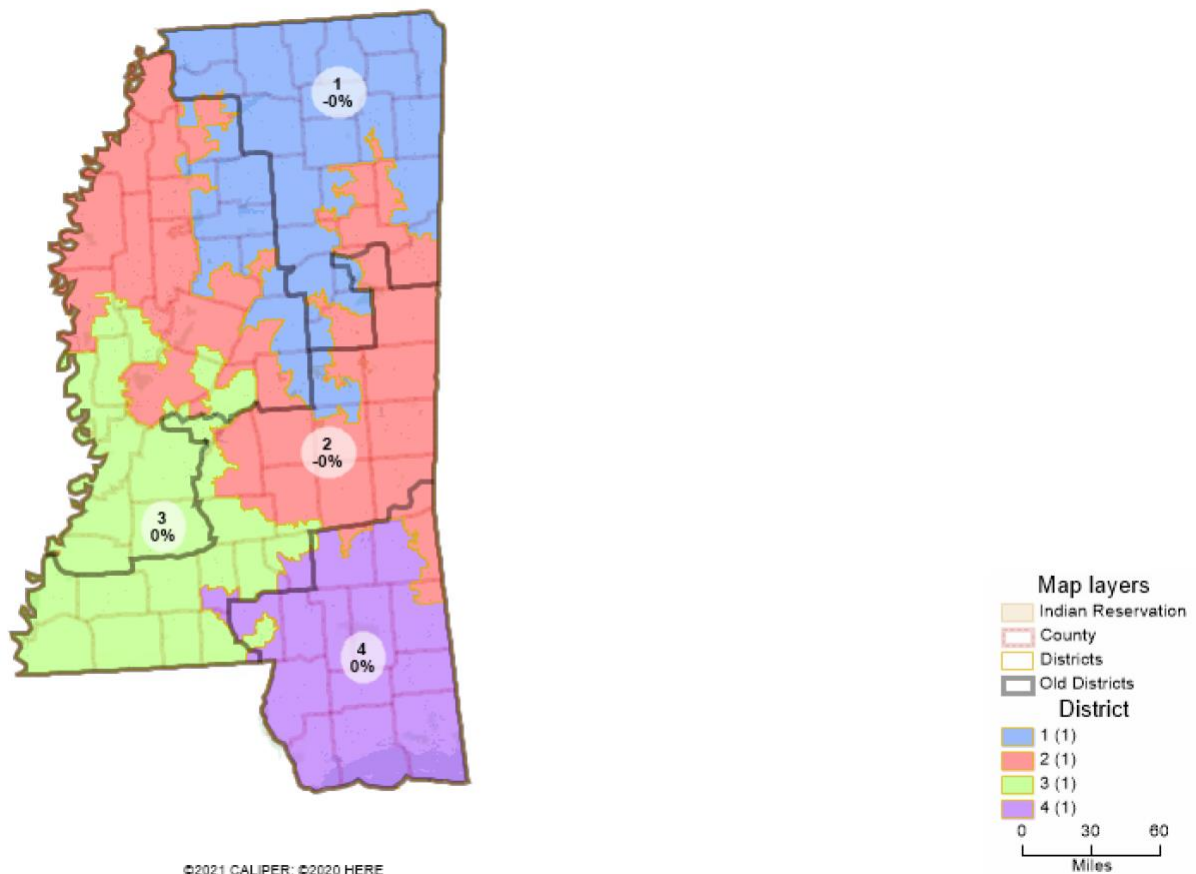 1
-0%
2
-0%
3
0%
4
0%
Map layers
Indian Reservation
County
Districts
Old Districts
District
1 (1)
2 (1)
3 (1)
4 (1)
0 30 60
Miles
©2021 CALIPER; ©2020 HERE